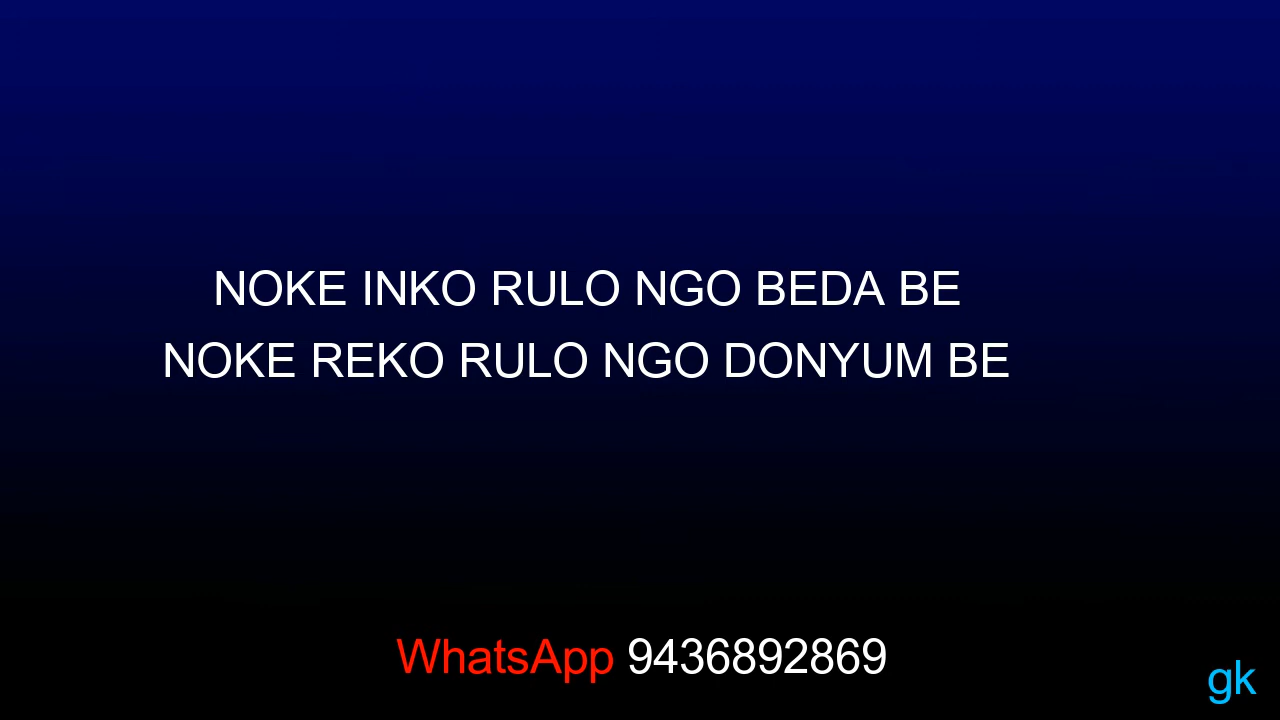 NOKE INKO RULO NGO BEDA BE
NOKE REKO RULO NGO DONYUM BE
WhatsApp 9436892869
gk